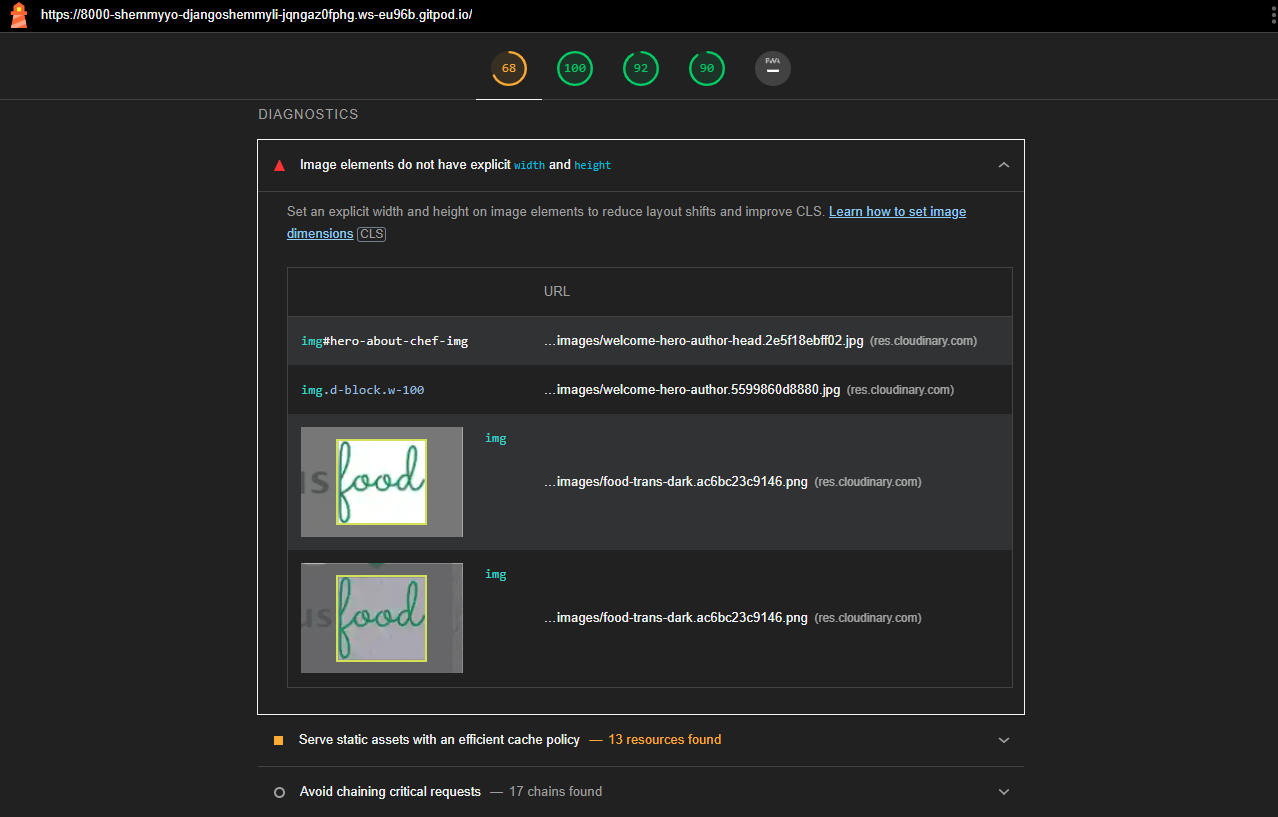 https://8000-shemmyyo-djangoshemmyli-jqngaz0fphg.ws-eu96b.gitpod.io/
68 100 92 90 PWA
DIAGNOSTICS
Image elements do not have explicit width and height
Set an explicit width and height on image elements to reduce layout shifts and improve CLS. Learn how to set image
dimensions CLS
URL
img#hero-about-chef-img …images/welcome-hero-author-head.2e5f18ebff02.jpg (res.cloudinary.com)
img.d-block.w-100 …images/welcome-hero-author.5599860d8880.jpg (res.cloudinary.com)
us food img
…images/food-trans-dark.ac6bc23c9146.png (res.cloudinary.com)
us food img
…images/food-trans-dark.ac6bc23c9146.png (res.cloudinary.com)
Serve static assets with an efficient cache policy — 13 resources found
Avoid chaining critical requests — 17 chains found